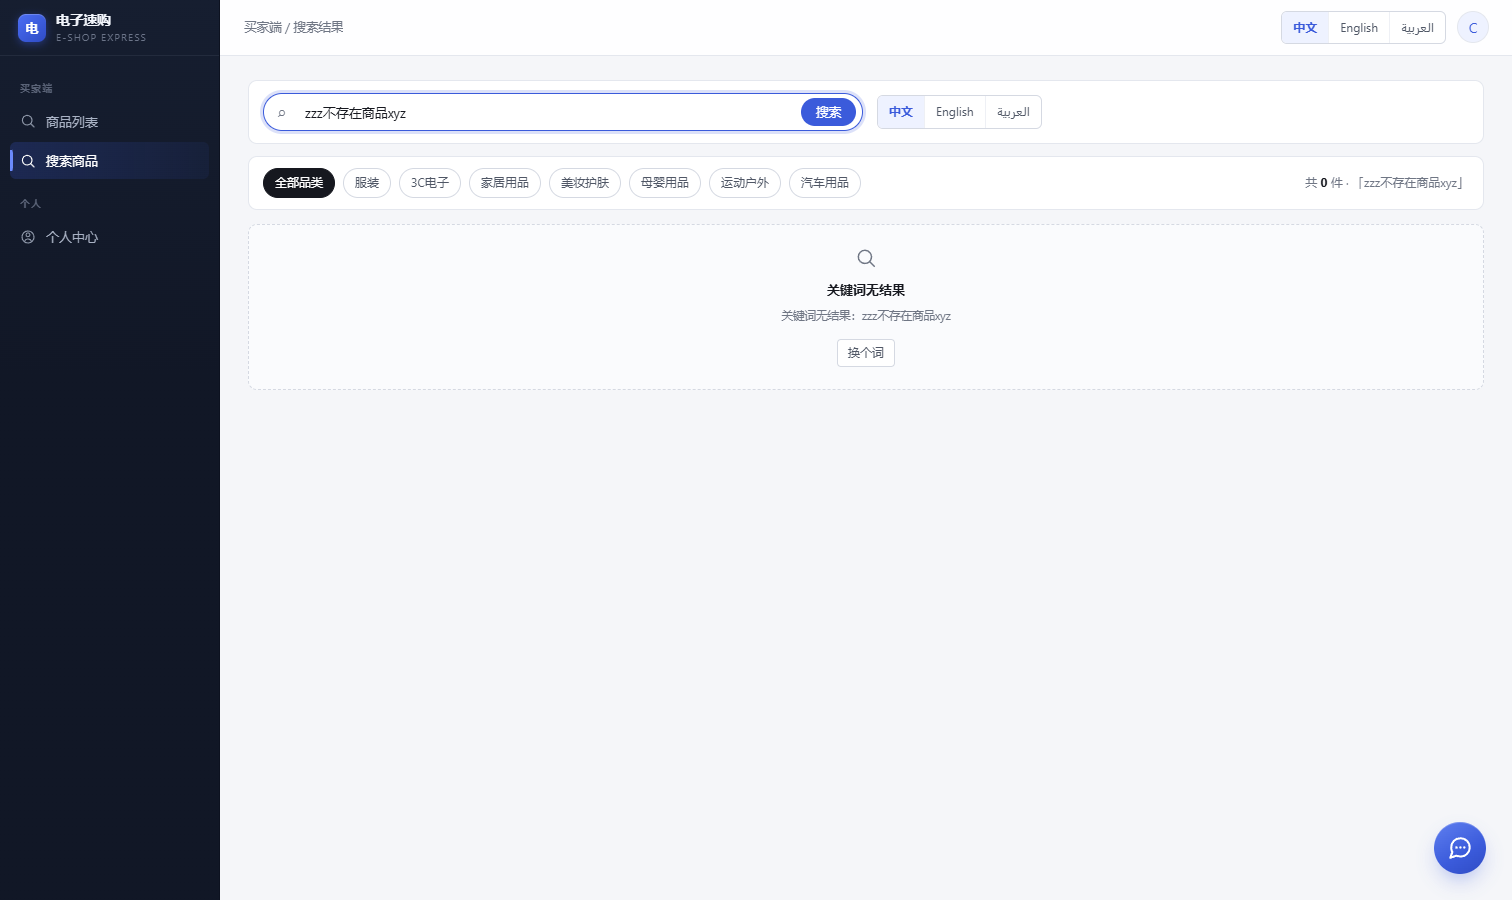 电
电子速购
E-SHOP EXPRESS
买家端 / 搜索结果
中文 English العربية
C
买家端
商品列表
搜索商品
个人
个人中心
zzz不存在商品xyz
搜索
中文 English العربية
全部品类 服装 3C电子 家居用品 美妆护肤 母婴用品 运动户外 汽车用品
共 0 件 · 「zzz不存在商品xyz」
关键词无结果
关键词无结果：zzz不存在商品xyz
换个词